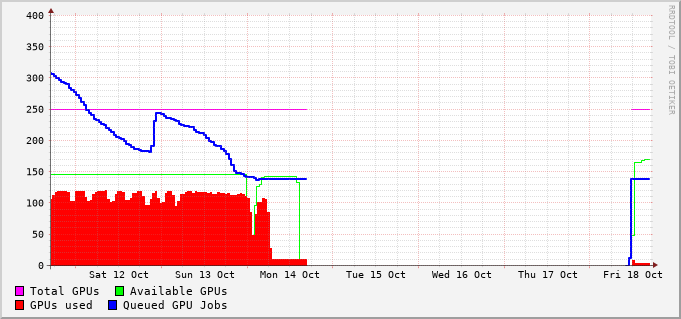 400
350
300
250
200
150
100
50
0
Sat 12 Oct Sun 13 Oct Mon 14 Oct Tue 15 Oct Wed 16 Oct Thu 17 Oct Fri 18 Oct
Total GPUs Available GPUs
GPUs used Queued GPU Jobs
RRDTOOL / TOBI OETIKER